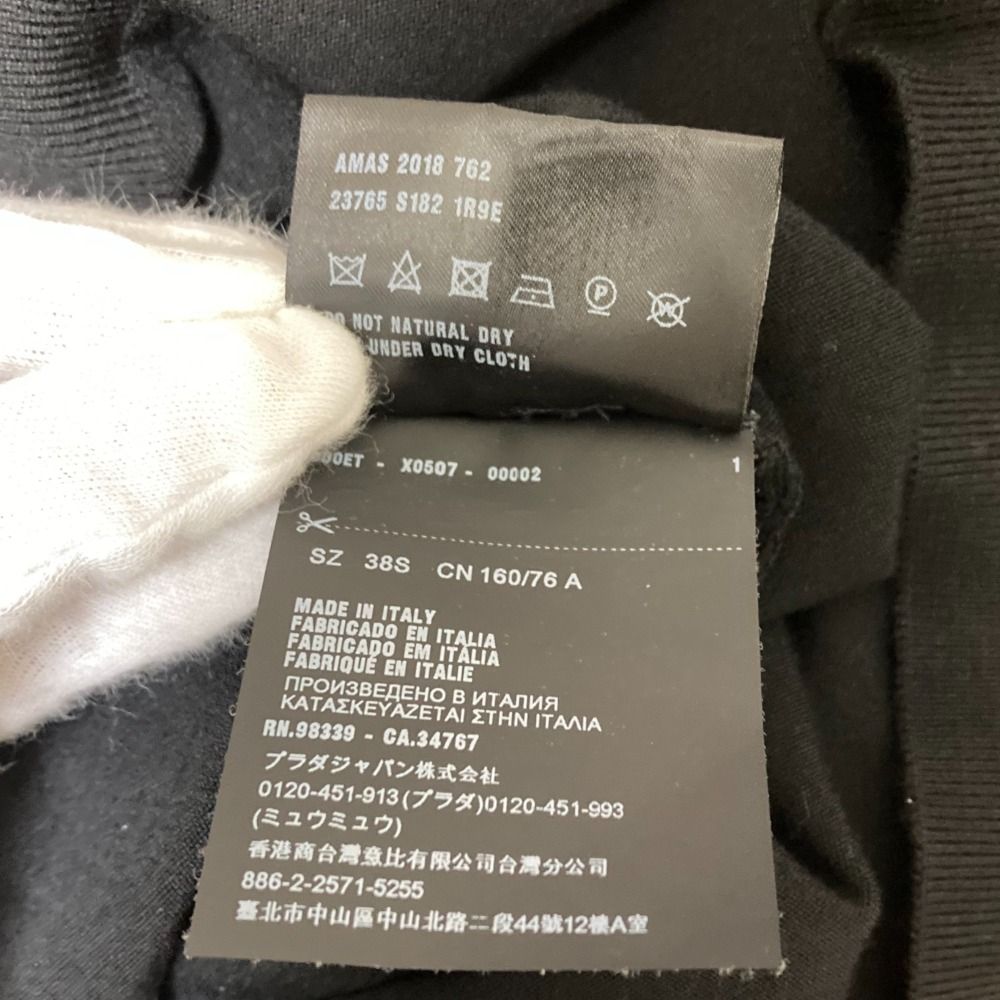 AMAS 2018 762
23765 S182 1R9E
P
W
DO NOT NATURAL DRY
UNDER DRY CLOTH
00ET - X0507 - 00002 1
SZ 38S CN 160/76 A
MADE IN ITALY
FABRICADO EN ITALIA
FABRICADO EM ITÁLIA
FABRIQUÉ EN ITALIE
ПРОИЗВЕДЕНО В ИТАЛИЯ
ΚΑΤΑΣΚΕΥΑΖΕΤΑΙ ΣΤΗΝ ΙΤΑΛΙΑ
RN.98339 - CA.34767
プラダジャパン株式会社
0120-451-913(プラダ)0120-451-993
(ミュウミュウ)
香港商台灣意比有限公司台灣分公司
886-2-2571-5255
臺北市中山區中山北路二段44號12樓A室